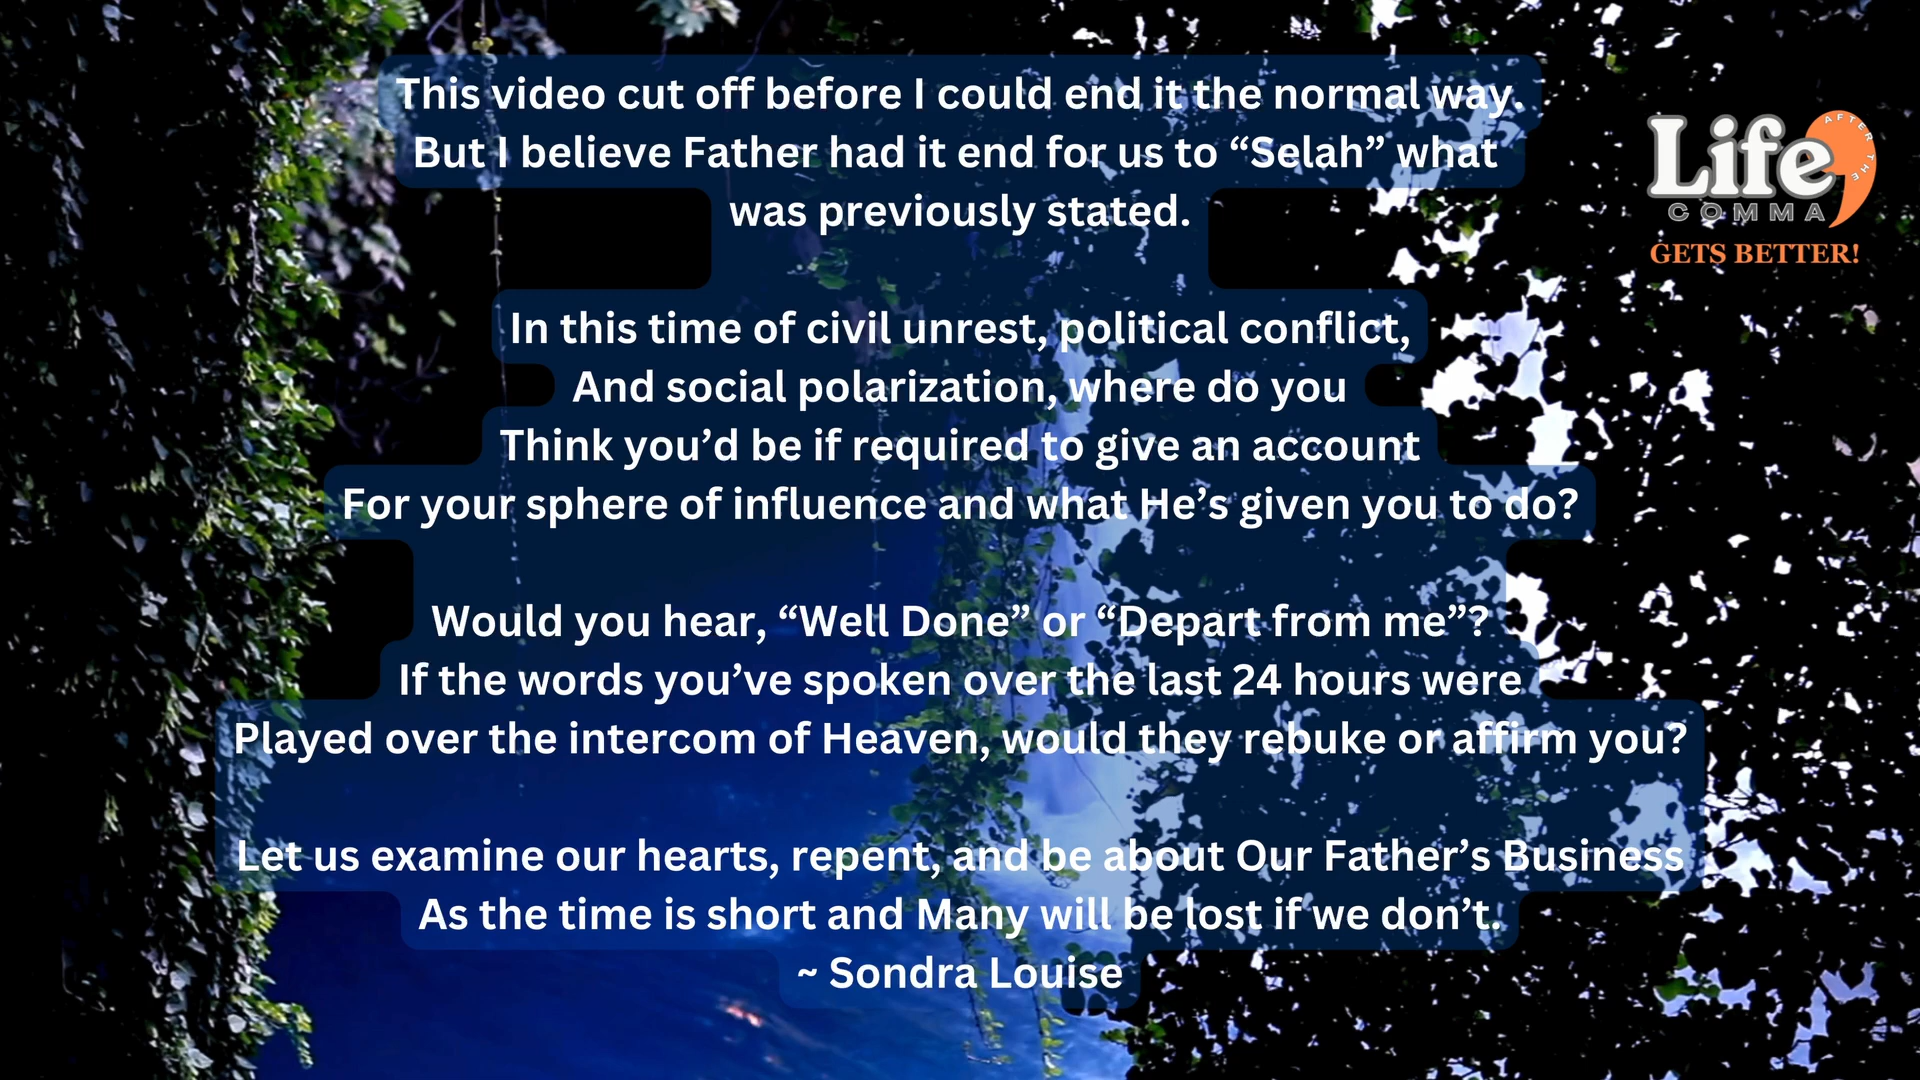 This video cut off before I could end it the normal way.
But I believe Father had it end for us to “Selah” what
was previously stated.
In this time of civil unrest, political conflict,
And social polarization, where do you
Think you’d be if required to give an account
For your sphere of influence and what He’s given you to do?
Would you hear, “Well Done” or “Depart from me”?
If the words you’ve spoken over the last 24 hours were
Played over the intercom of Heaven, would they rebuke or affirm you?
Let us examine our hearts, repent, and be about Our Father’s Business
As the time is short and Many will be lost if we don’t.
~ Sondra Louise
Life
AFTER THE
COMMA
GETS BETTER!